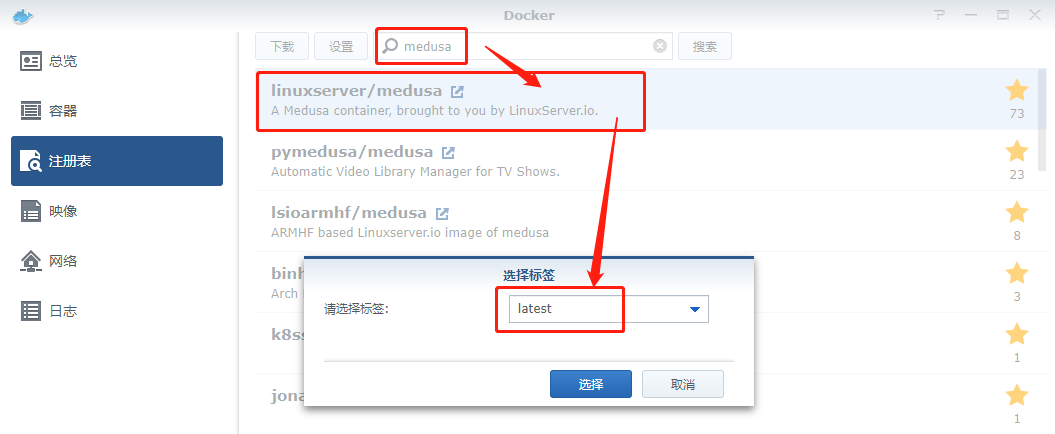 Docker
总览
容器
注册表
映像
网络
日志
下载
设置
medusa
搜索
linuxserver/medusa
A Medusa container, brought to you by LinuxServer.io.
73
pymedusa/medusa
Automatic Video Library Manager for TV Shows.
23
lsioarmhf/medusa
ARMHF based Linuxserver.io image of medusa
8
binh
Arch
3
k8ss
1
jona
1
选择标签
请选择标签:
latest
选择
取消